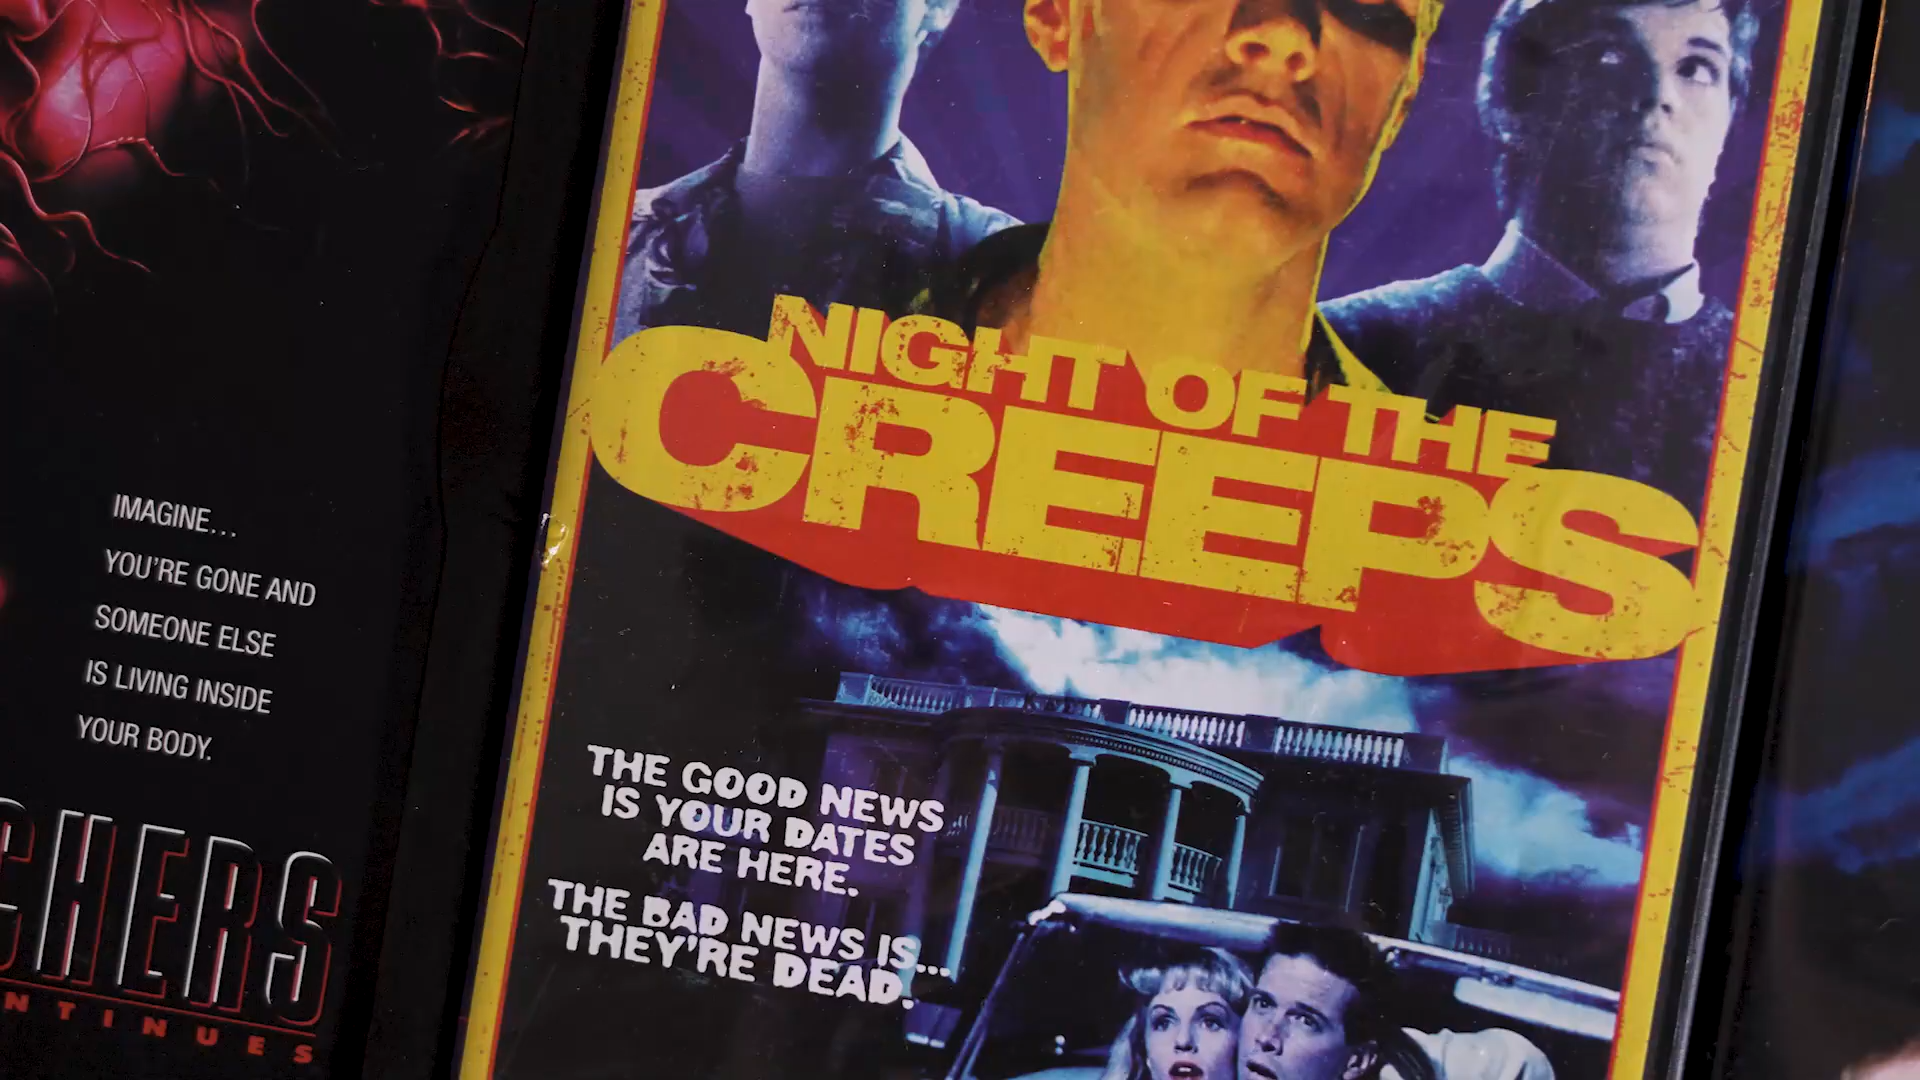 IMAGINE...
YOU'RE GONE AND
SOMEONE ELSE
IS LIVING INSIDE
YOUR BODY.
NIGHT OF THE
CREEPS
THE GOOD NEWS
IS YOUR DATES
ARE HERE.
THE BAD NEWS IS...
THEY'RE DEAD.